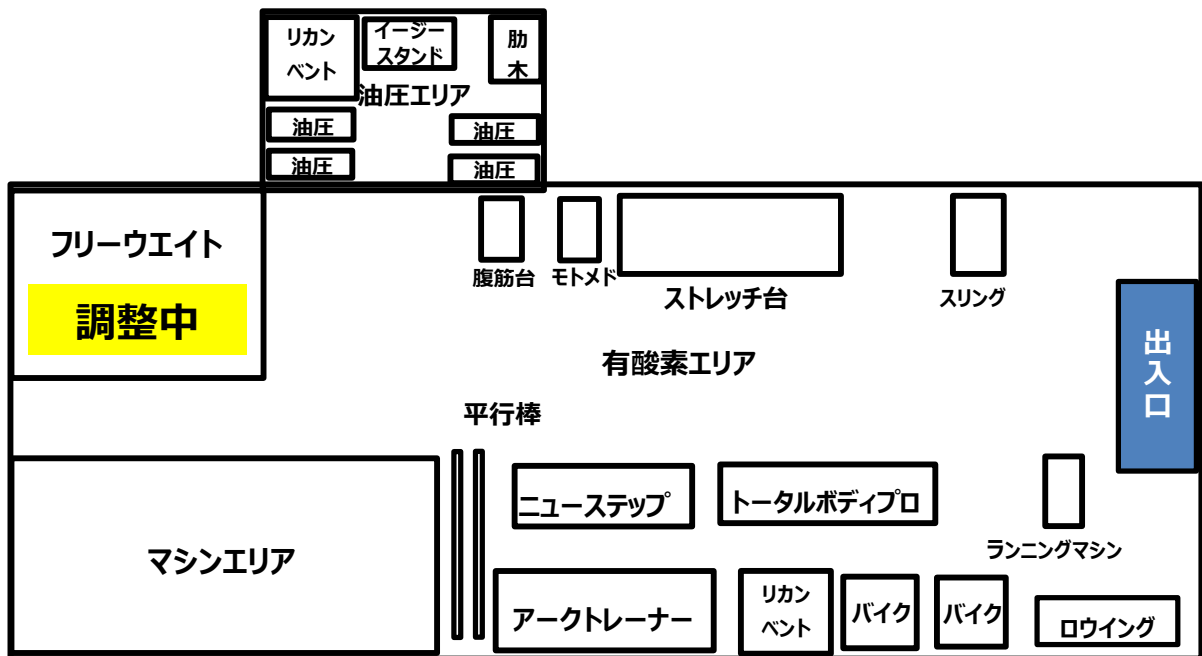 リカン
ベント
イージー
スタンド
肋
木
油圧エリア
油圧
油圧
油圧
油圧
フリーウエイト
調整中
腹筋台
モトメド
ストレッチ台
スリング
出入口
有酸素エリア
平行棒
ニューステップ
トータルボディプロ
ランニングマシン
マシンエリア
アークトレーナー
リカン
ベント
バイク
バイク
ロウイング